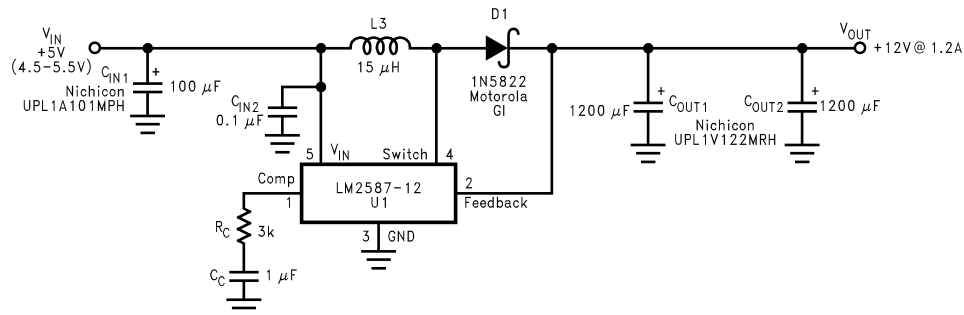 V_IN
+5V
(4.5-5.5V)
C_IN1
Nichicon
UPL1A101MPH
+
100 μF
C_IN2
0.1 μF
L3
15 μH
D1
1N5822
Motorola
GI
V_OUT
+12V@ 1.2A
1200 μF
+
C_OUT1
Nichicon
UPL1V122MRH
C_OUT2
+
1200 μF
5
V_IN
Switch
4
Comp
1
LM2587-12
U1
2
Feedback
3
GND
R_C
3k
C_C
1 μF